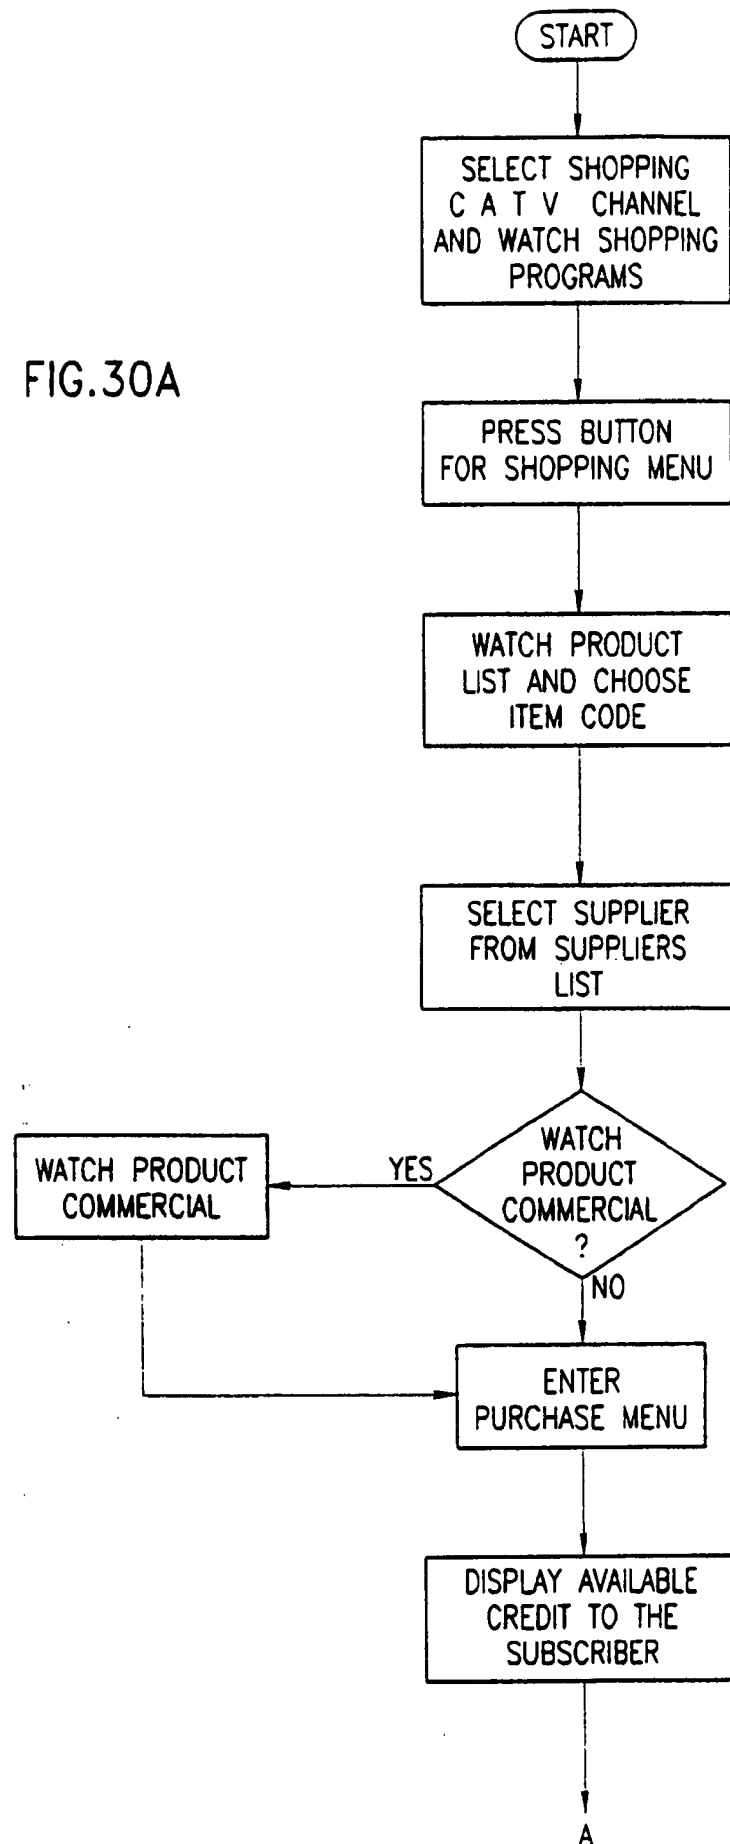 START
SELECT SHOPPING
C A T V CHANNEL
AND WATCH SHOPPING
PROGRAMS
FIG.30A
PRESS BUTTON
FOR SHOPPING MENU
WATCH PRODUCT
LIST AND CHOOSE
ITEM CODE
SELECT SUPPLIER
FROM SUPPLIERS
LIST
WATCH PRODUCT
COMMERCIAL
YES
WATCH
PRODUCT
COMMERCIAL
?
NO
ENTER
PURCHASE MENU
DISPLAY AVAILABLE
CREDIT TO THE
SUBSCRIBER
A